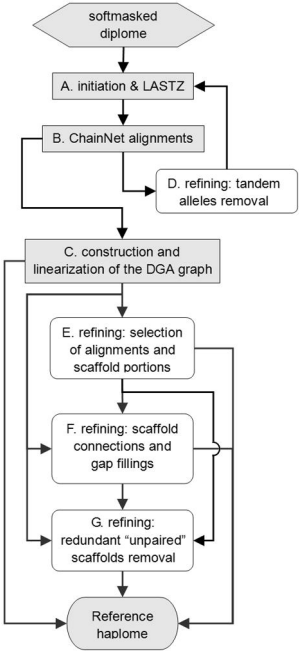 softmasked
diplome
A. initiation & LASTZ
B. ChainNet alignments
D. refining: tandem
alleles removal
C. construction and
linearization of the DGA graph
E. refining: selection
of alignments and
scaffold portions
F. refining: scaffold
connections and
gap fillings
G. refining:
redundant “unpaired”
scaffolds removal
Reference
haplome